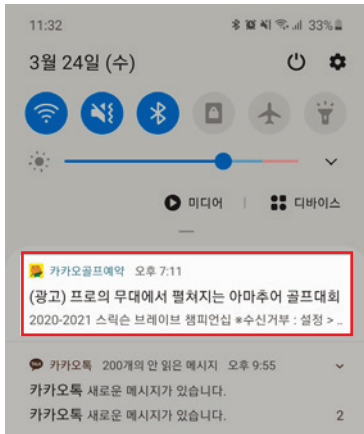 11:32 33%
3월 24일 (수)
미디어 | 디바이스
카카오골프예약 오후 7:11
(광고) 프로의 무대에서 펼쳐지는 아마추어 골프대회
2020-2021 스릭슨 브레이브 챔피언십 ※수신거부 : 설정 > ..
카카오톡 200개의 안 읽은 메시지 오후 9:55
카카오톡 새로운 메시지가 있습니다.
카카오톡 새로운 메시지가 있습니다. 2